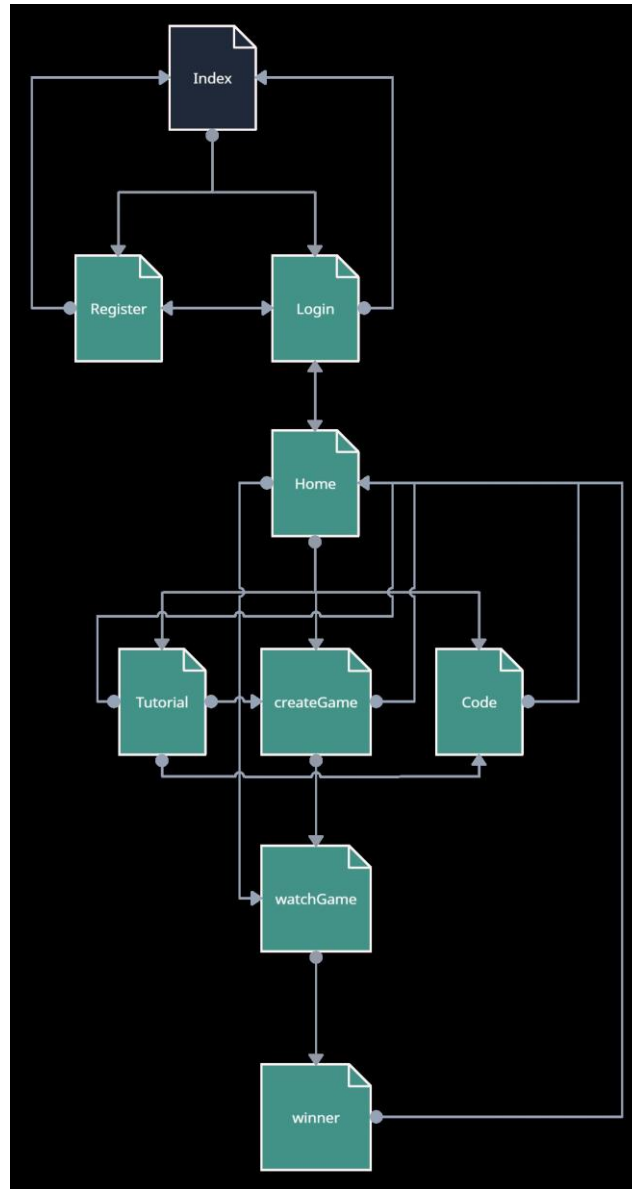 Index
Register
Login
Home
Tutorial
createGame
Code
watchGame
winner